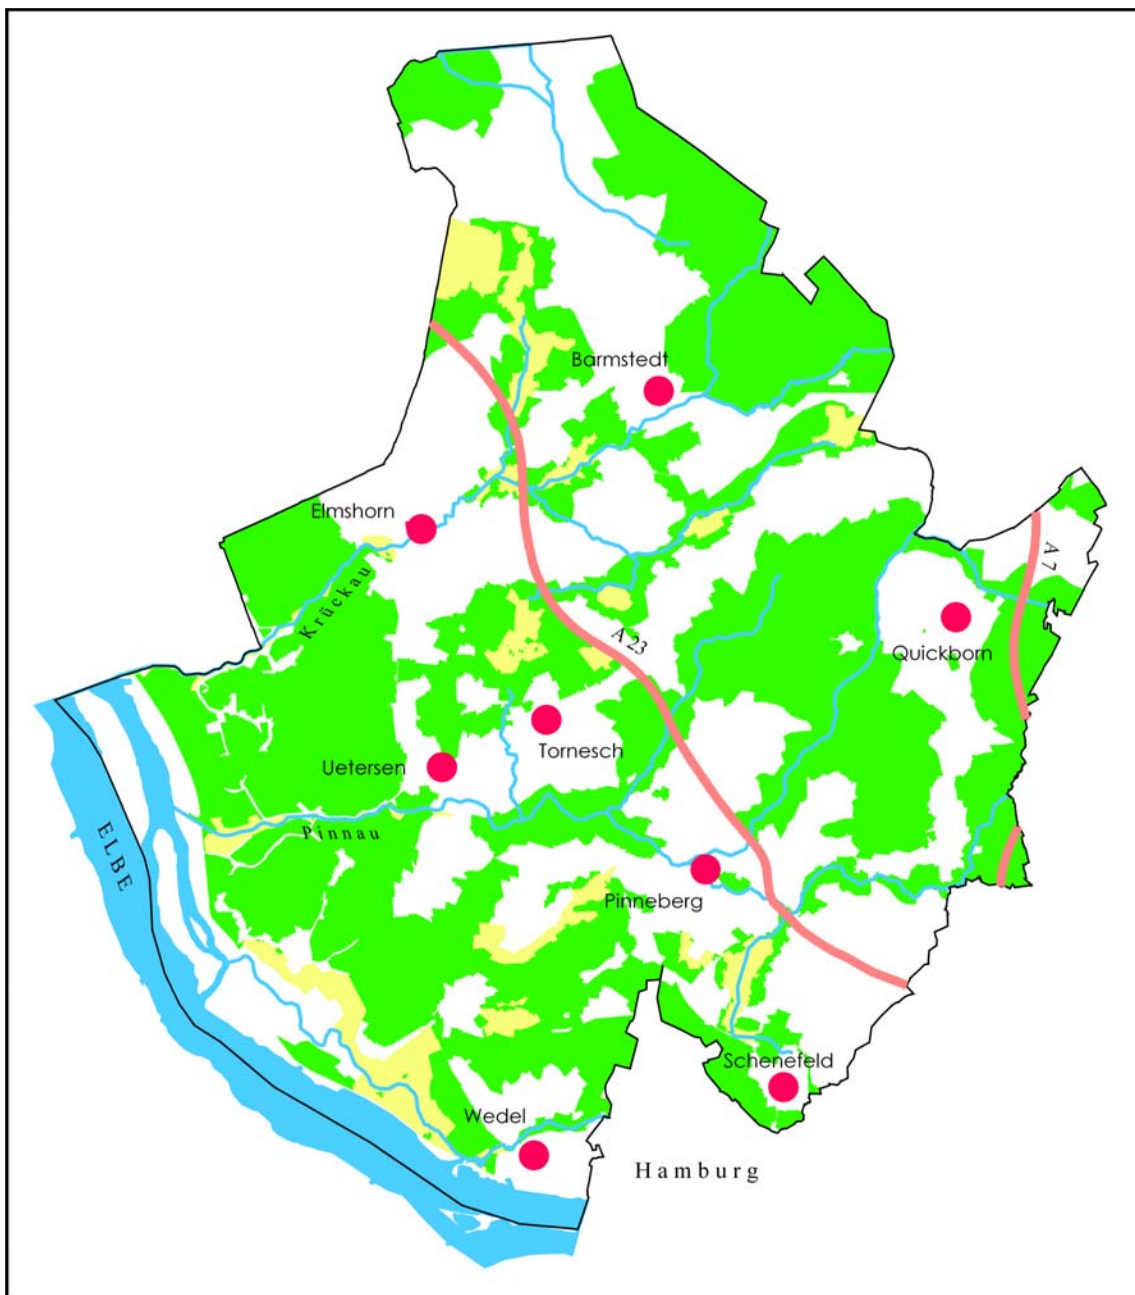 Barmstedt
Elmshorn
A 7
Krückau
A 23
Quickborn
Tornesch
Uetersen
ELBE
Pinnau
Pinneberg
Schenefeld
Wedel
Hamburg